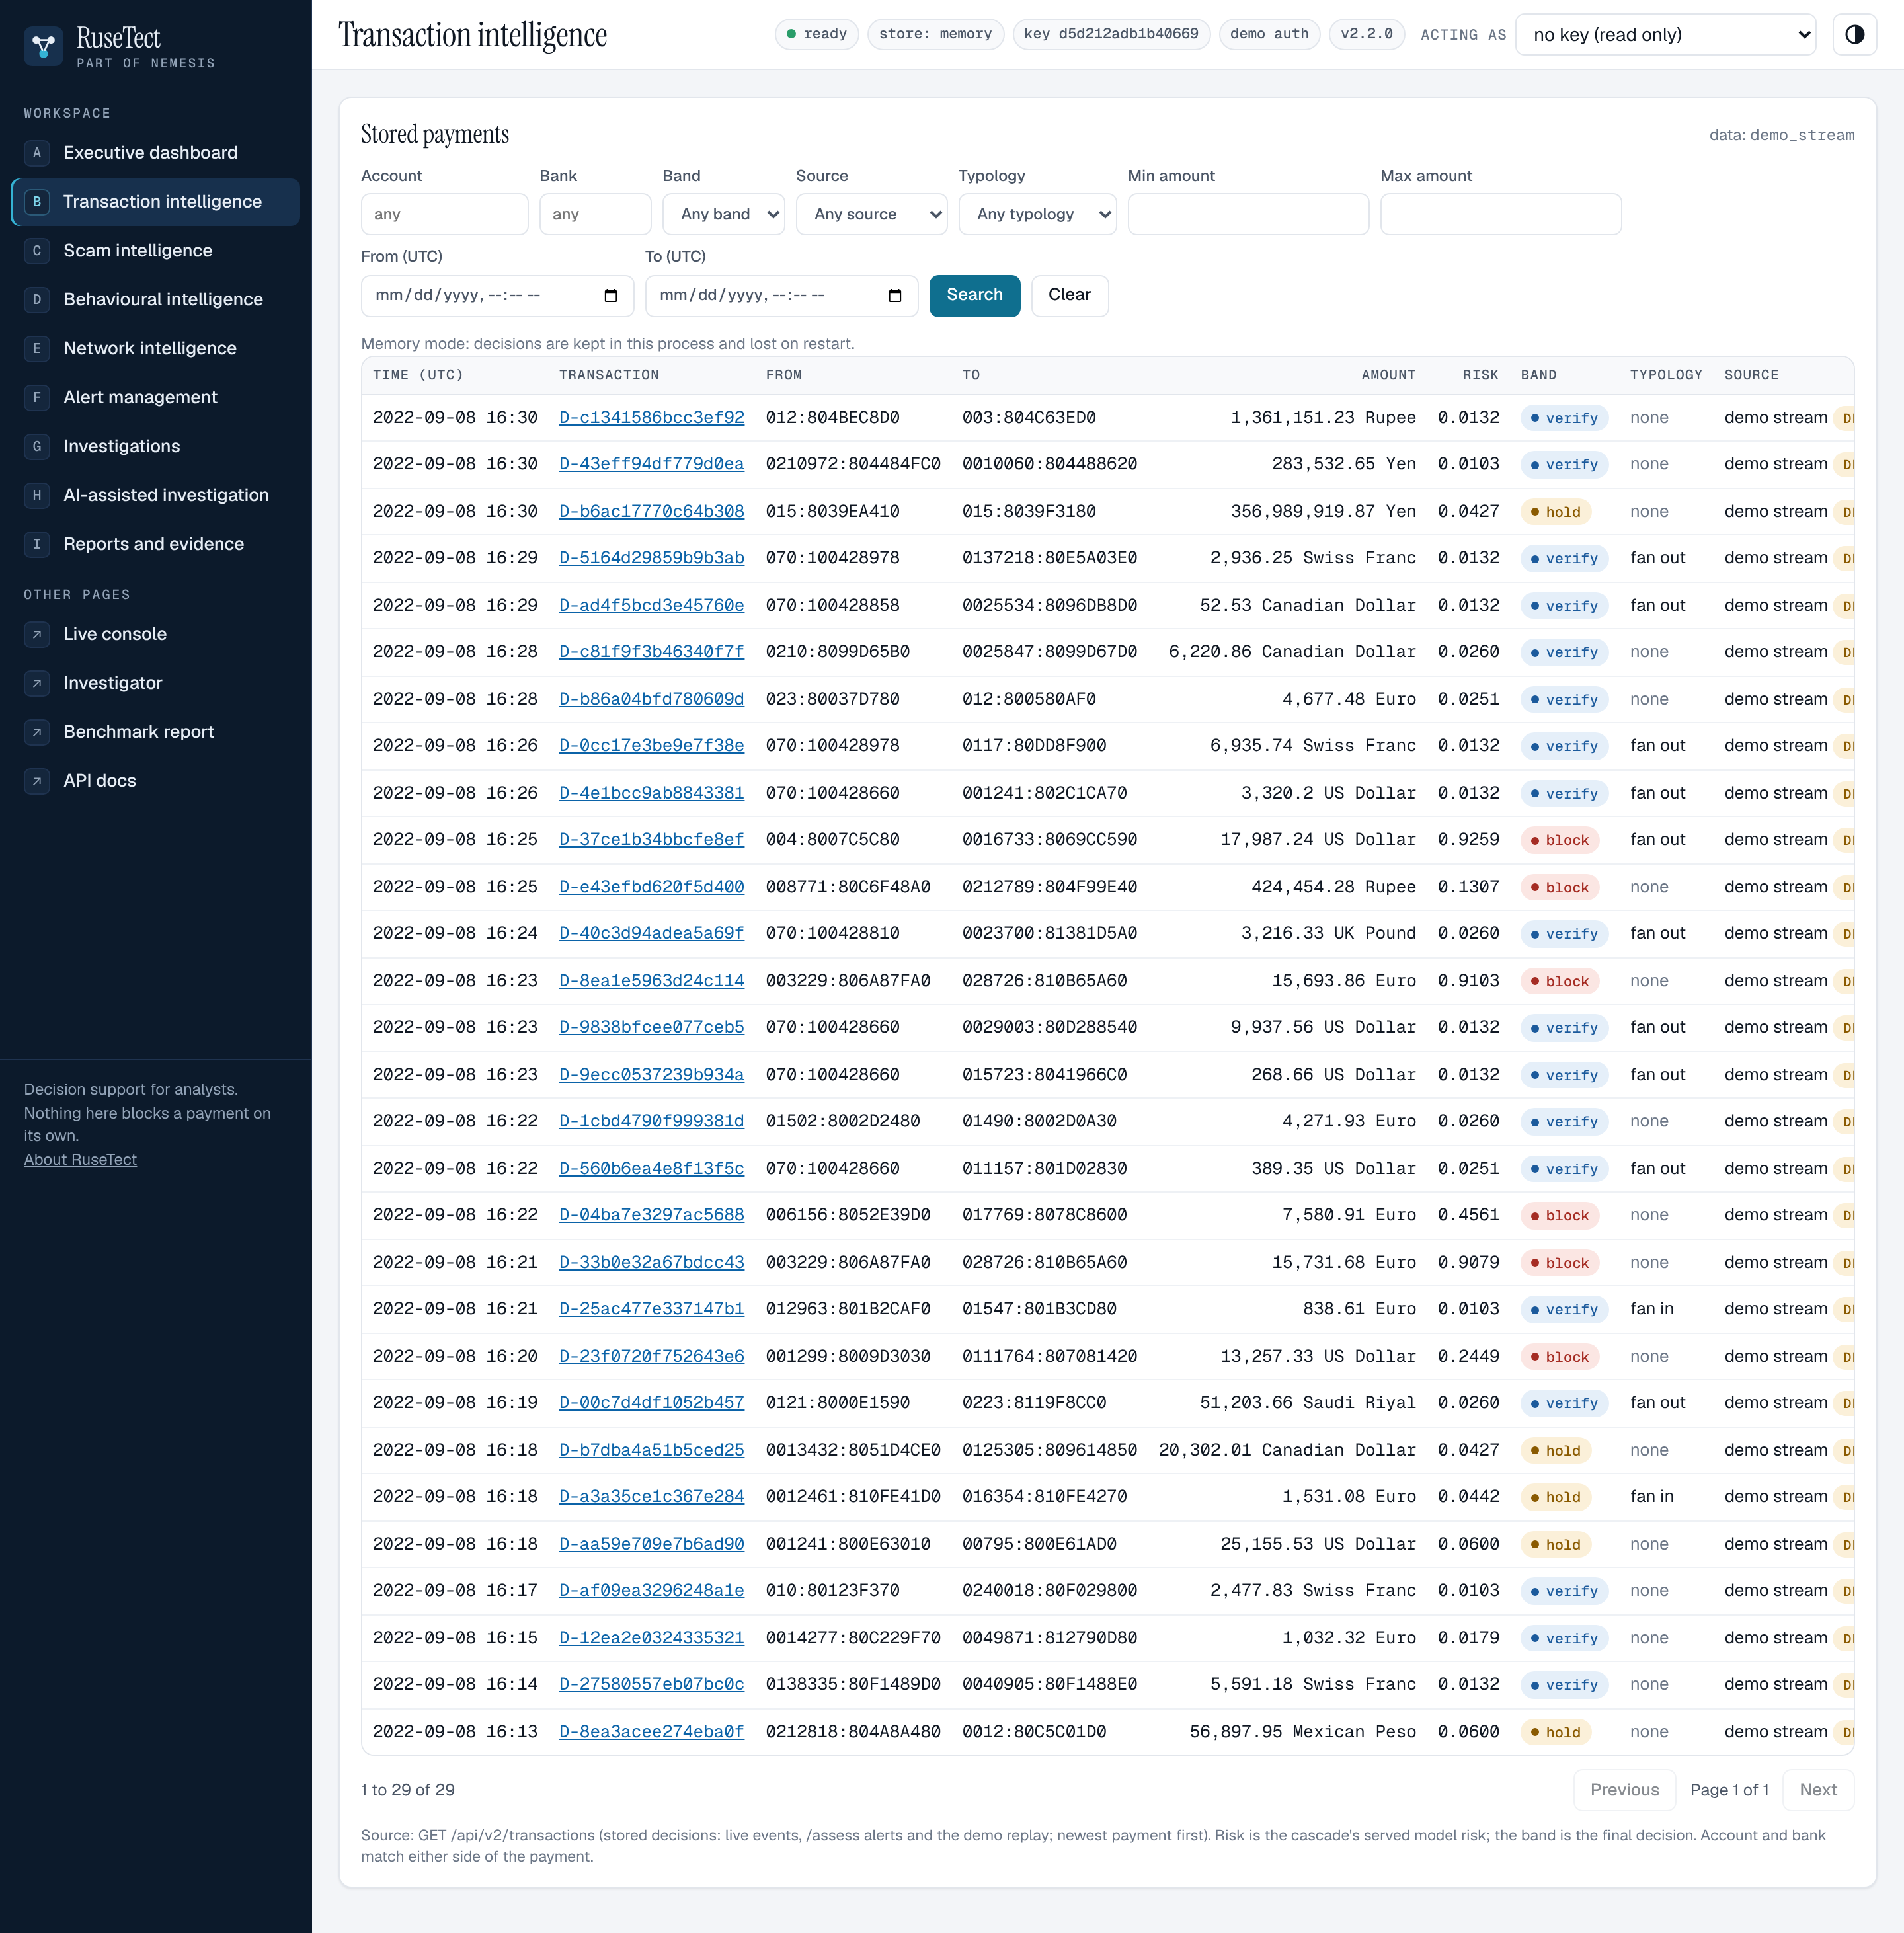 RuseTect
PART OF NEMESIS
WORKSPACE
A Executive dashboard
B Transaction intelligence
C Scam intelligence
D Behavioural intelligence
E Network intelligence
F Alert management
G Investigations
H AI-assisted investigation
I Reports and evidence
OTHER PAGES
↗ Live console
↗ Investigator
↗ Benchmark report
↗ API docs
Decision support for analysts.
Nothing here blocks a payment on
its own.
About RuseTect
Transaction intelligence
ready store: memory key d5d212adb1b40669 demo auth v2.2.0 ACTING AS no key (read only)
Stored payments data: demo_stream
Account Bank Band Source Typology Min amount Max amount
any any Any band Any source Any typology
From (UTC) To (UTC)
mm/dd/yyyy, --:-- -- mm/dd/yyyy, --:-- -- Search Clear
Memory mode: decisions are kept in this process and lost on restart.
TIME (UTC) TRANSACTION FROM TO AMOUNT RISK BAND TYPOLOGY SOURCE
2022-09-08 16:30 D-c1341586bcc3ef92 012:804BEC8D0 003:804C63ED0 1,361,151.23 Rupee 0.0132 verify none demo stream
2022-09-08 16:30 D-43eff94df779d0ea 0210972:804484FC0 0010060:804488620 283,532.65 Yen 0.0103 verify none demo stream
2022-09-08 16:30 D-b6ac17770c64b308 015:8039EA410 015:8039F3180 356,989,919.87 Yen 0.0427 hold none demo stream
2022-09-08 16:29 D-5164d29859b9b3ab 070:100428978 0137218:80E5A03E0 2,936.25 Swiss Franc 0.0132 verify fan out demo stream
2022-09-08 16:29 D-ad4f5bcd3e45760e 070:100428858 0025534:8096DB8D0 52.53 Canadian Dollar 0.0132 verify fan out demo stream
2022-09-08 16:28 D-c81f9f3b46340f7f 0210:8099D65B0 0025847:8099D67D0 6,220.86 Canadian Dollar 0.0260 verify none demo stream
2022-09-08 16:28 D-b86a04bfd780609d 023:80037D780 012:800580AF0 4,677.48 Euro 0.0251 verify none demo stream
2022-09-08 16:26 D-0cc17e3be9e7f38e 070:100428978 0117:80DD8F900 6,935.74 Swiss Franc 0.0132 verify fan out demo stream
2022-09-08 16:26 D-4e1bcc9ab8843381 070:100428660 001241:802C1CA70 3,320.2 US Dollar 0.0132 verify fan out demo stream
2022-09-08 16:25 D-37ce1b34bbcfe8ef 004:8007C5C80 0016733:8069CC590 17,987.24 US Dollar 0.9259 block fan out demo stream
2022-09-08 16:25 D-e43efbd620f5d400 008771:80C6F48A0 0212789:804F99E40 424,454.28 Rupee 0.1307 block none demo stream
2022-09-08 16:24 D-40c3d94adea5a69f 070:100428810 0023700:81381D5A0 3,216.33 UK Pound 0.0260 verify fan out demo stream
2022-09-08 16:23 D-8ea1e5963d24c114 003229:806A87FA0 028726:810B65A60 15,693.86 Euro 0.9103 block none demo stream
2022-09-08 16:23 D-9838bfcee077ceb5 070:100428660 0029003:80D288540 9,937.56 US Dollar 0.0132 verify fan out demo stream
2022-09-08 16:23 D-9ecc0537239b934a 070:100428660 015723:8041966C0 268.66 US Dollar 0.0132 verify fan out demo stream
2022-09-08 16:22 D-1cbd4790f999381d 01502:8002D2480 01490:8002D0A30 4,271.93 Euro 0.0260 verify none demo stream
2022-09-08 16:22 D-560b6ea4e8f13f5c 070:100428660 011157:801D02830 389.35 US Dollar 0.0251 verify fan out demo stream
2022-09-08 16:22 D-04ba7e3297ac5688 006156:8052E39D0 017769:8078C8600 7,580.91 Euro 0.4561 block none demo stream
2022-09-08 16:21 D-33b0e32a67bdcc43 003229:806A87FA0 028726:810B65A60 15,731.68 Euro 0.9079 block none demo stream
2022-09-08 16:21 D-25ac477e337147b1 012963:801B2CAF0 01547:801B3CD80 838.61 Euro 0.0103 verify fan in demo stream
2022-09-08 16:20 D-23f0720f752643e6 001299:8009D3030 0111764:807081420 13,257.33 US Dollar 0.2449 block none demo stream
2022-09-08 16:19 D-00c7d4df1052b457 0121:8000E1590 0223:8119F8CC0 51,203.66 Saudi Riyal 0.0260 verify fan out demo stream
2022-09-08 16:18 D-b7dba4a51b5ced25 0013432:8051D4CE0 0125305:809614850 20,302.01 Canadian Dollar 0.0427 hold none demo stream
2022-09-08 16:18 D-a3a35ce1c367e284 0012461:810FE41D0 016354:810FE4270 1,531.08 Euro 0.0442 hold fan in demo stream
2022-09-08 16:18 D-aa59e709e7b6ad90 001241:800E63010 00795:800E61AD0 25,155.53 US Dollar 0.0600 hold none demo stream
2022-09-08 16:17 D-af09ea3296248a1e 010:80123F370 0240018:80F029800 2,477.83 Swiss Franc 0.0103 verify none demo stream
2022-09-08 16:15 D-12ea2e0324335321 0014277:80C229F70 0049871:812790D80 1,032.32 Euro 0.0179 verify none demo stream
2022-09-08 16:14 D-27580557eb07bc0c 0138335:80F1489D0 0040905:80F1488E0 5,591.18 Swiss Franc 0.0132 verify none demo stream
2022-09-08 16:13 D-8ea3acee274eba0f 0212818:804A8A480 0012:80C5C01D0 56,897.95 Mexican Peso 0.0600 hold none demo stream
1 to 29 of 29 Previous Page 1 of 1 Next
Source: GET /api/v2/transactions (stored decisions: live events, /assess alerts and the demo replay; newest payment first). Risk is the cascade's served model risk; the band is the final decision. Account and bank
match either side of the payment.